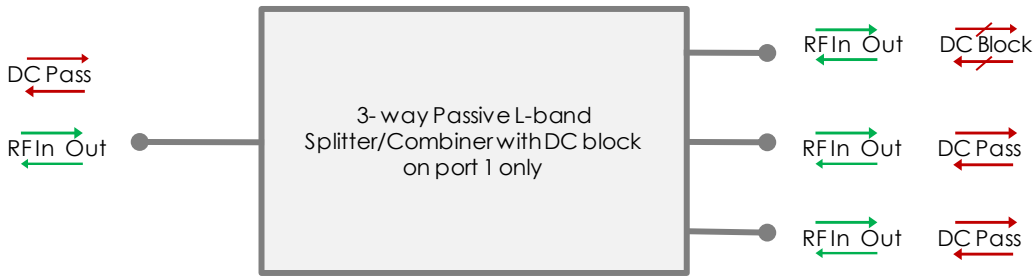 DC Pass
RF In Out
3- way Passive L-band
Splitter/Combiner with DC block
on port 1 only
RF In Out DC Block
RF In Out DC Pass
RF In Out DC Pass